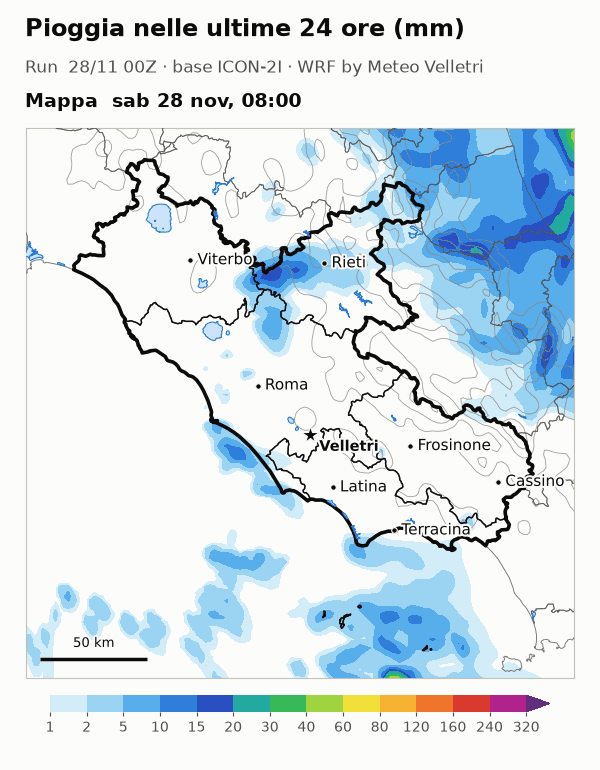 Pioggia nelle ultime 24 ore (mm)
Run  28/11 00Z · base ICON-2I · WRF by Meteo Velletri
Mappa  sab 28 nov, 08:00
Viterbo
Rieti
Roma
Velletri
Frosinone
Latina
Cassino
Terracina
50 km
1 2 5 10 15 20 30 40 60 80 120 160 240 320